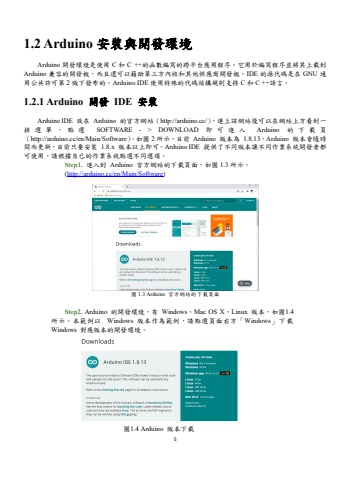 1.2 Arduino 安裝與開發環境
Arduino 開發環境是使用 C 和 C ++的函數編寫的跨平台應用程序。它用於編寫程序並將其上載到
Arduino 兼容的開發板，而且還可以藉助第三方內核和其他供應商開發板。IDE 的源代碼是在 GNU 通
用公共許可第 2 版下發布的。Arduino IDE 使用特殊的代碼結構規則支持 C 和 C ++語言。
1.2.1 Arduino 開發 IDE 安裝
Arduino IDE 放在 Arduino 的官方網站（http://arduino.cc/）。連上該網站後可以在網站上方看到一
排選單，點選 SOFTWARE - > DOWNLOAD 即可進入 Arduino 的下載頁
（http://arduino.cc/en/Main/Software）。如圖 2 所示。目前 Arduino 版本為 1.8.13。Arduino 版本會隨時
間而更新。目前只要安裝 1.8.x 版本以上即可。Arduino IDE 提供了不同版本讓不同作業系統開發者都
可使用。請根據自己的作業系統點選不同選項。
Step1. 進入到 Arduino 官方網站的下載頁面。如圖 1.3 所示。
(http://arduino.cc/en/Main/Software)
Downloads
Arduino IDE 1.8.13
DOWNLOAD OPTIONS
圖 1.3 Arduino 官方網站的下載頁面
Step2. Arduino 的開發環境，有 Windows、Mac OS X、Linux 版本。如圖1.4
所示。本範例以 Windows 版本作為範例，請點選頁面右方「Windows」下載
Windows 對應版本的開發環境。
Downloads
Arduino IDE 1.8.13
DOWNLOAD OPTIONS
圖1.4 Arduino 版本下載
5